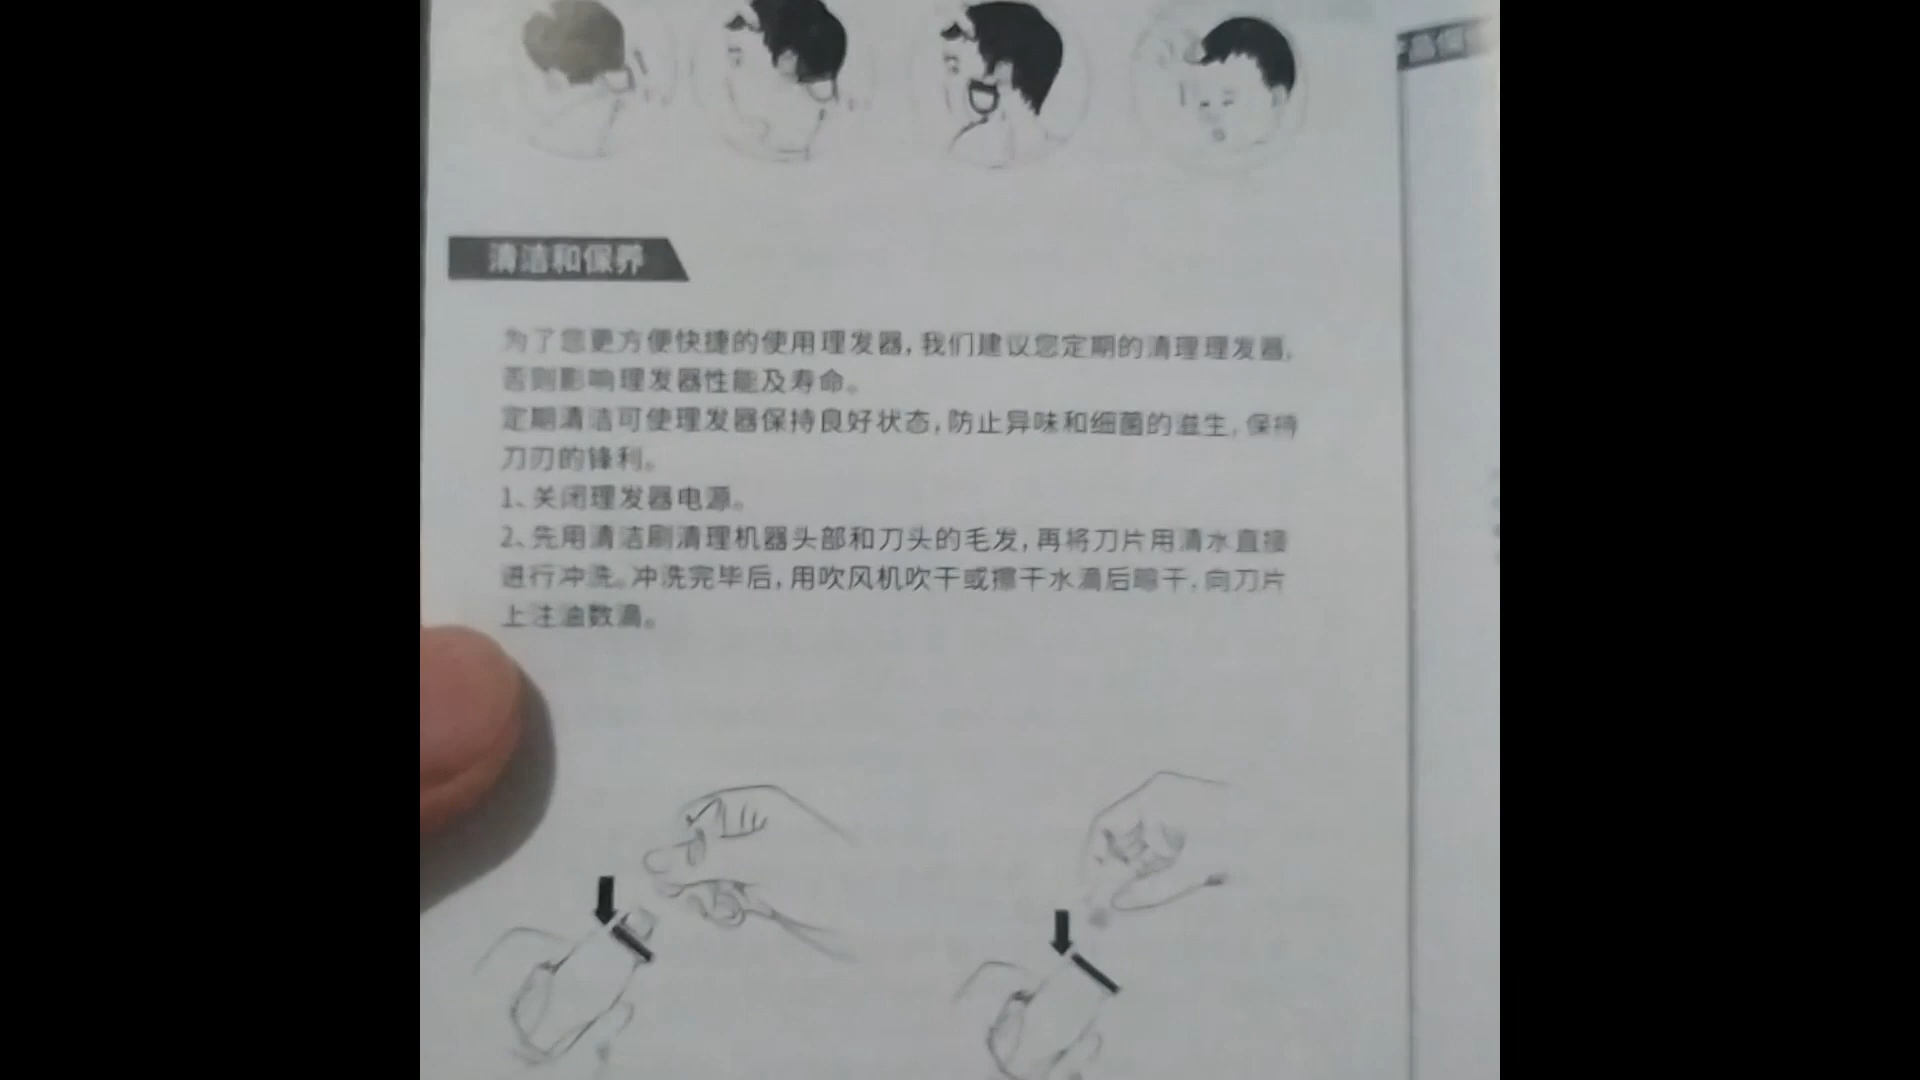 清洁和保养
为了您更方便快捷的使用理发器,我们建议您定期的清理理发器,
否则影响理发器性能及寿命。
定期清洁可使理发器保持良好状态,防止异味和细菌的滋生,保持
刀刃的锋利。
1、关闭理发器电源。
2、先用清洁刷清理机器头部和刀头的毛发,再将刀片用清水直接
进行冲洗。冲洗完毕后,用吹风机吹干或擦干水滴后晾干,向刀片
上注油数滴。